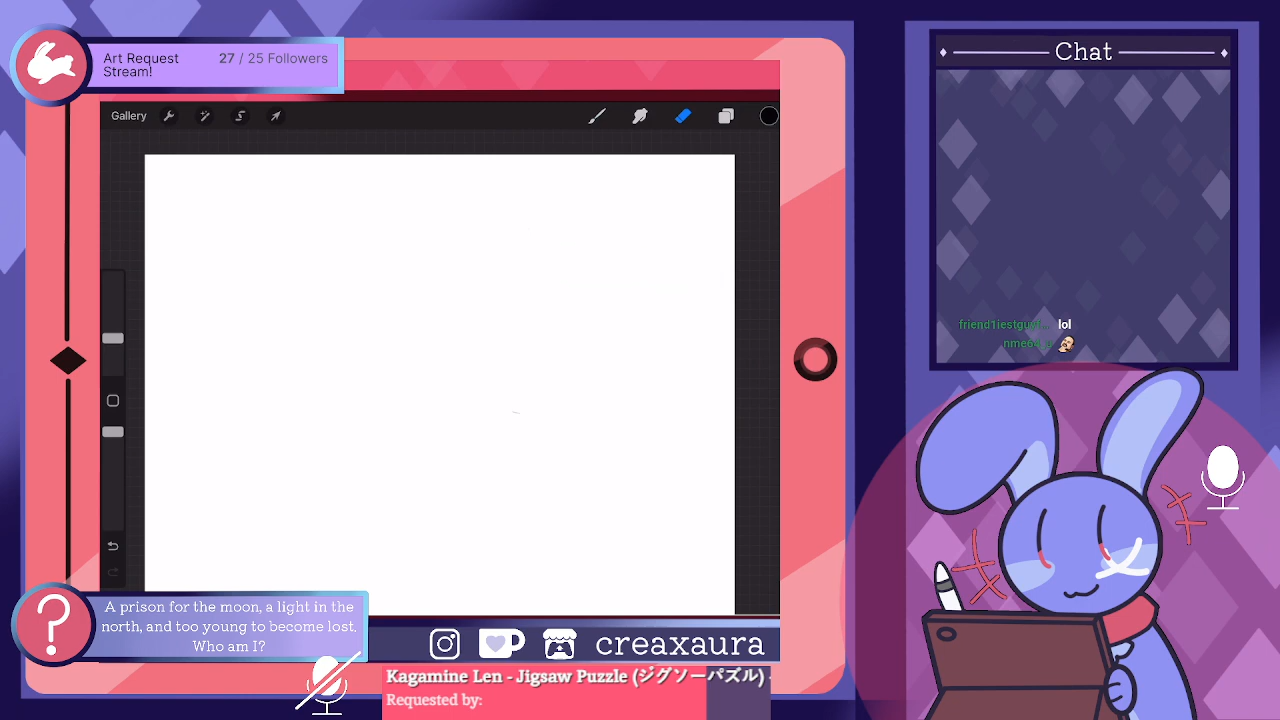 Art Request
Stream!
27 / 25 Followers
Gallery
Chat
lol
A prison for the moon, a light in the
north, and too young to become lost.
Who am I?
creaxaura
Kagamine Len - Jigsaw Puzzle (ジグソーパズル)
Requested by: